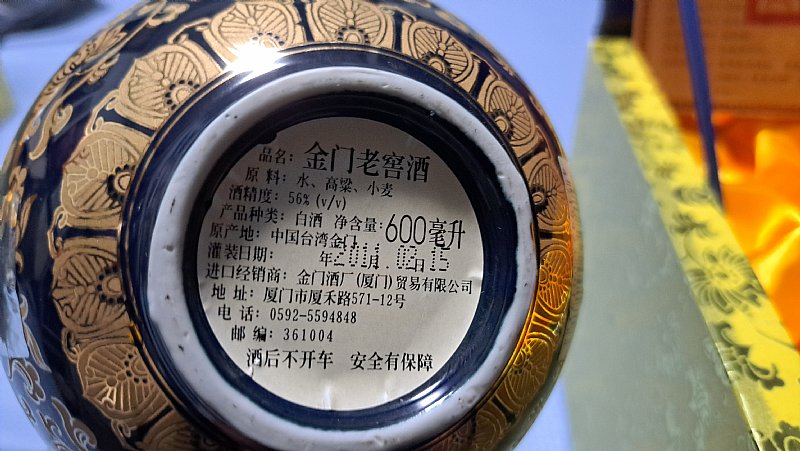 品名：金门老窖酒
原 料：水、高粱、小麦
酒精度：56%(v/v)
产品种类：白酒 净含量：600毫升
原产地：中国台湾金门
灌装日期： 年2011.02日15
进口经销商：金门酒厂(厦门)贸易有限公司
地 址：厦门市厦禾路571-12号
电 话：0592-5594848
邮 编：361004
酒后不开车 安全有保障